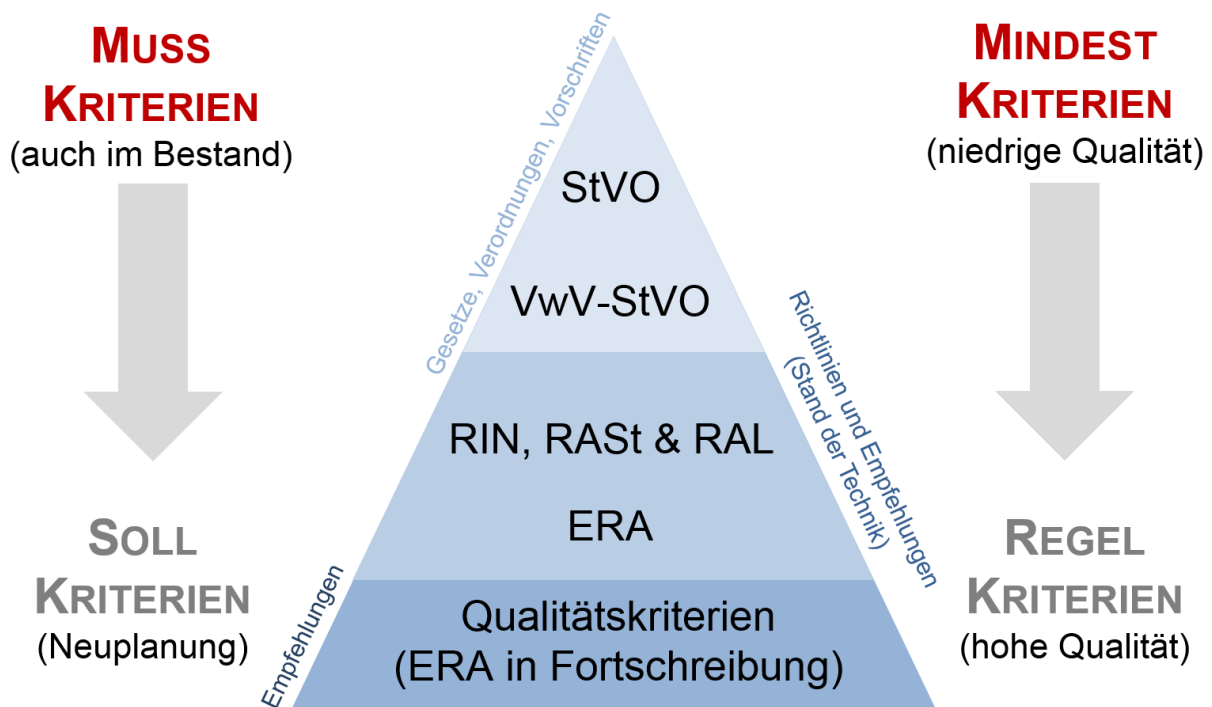 MUSS
KRITERIEN
(auch im Bestand)
SOLL
KRITERIEN
(Neuplanung)
Gesetze, Verordnungen, Vorschriften
StVO
VwV-StVO
Richtlinien und Empfehlungen
(Stand der Technik)
RIN, RASt & RAL
ERA
Empfehlungen
Qualitätskriterien
(ERA in Fortschreibung)
MINDEST
KRITERIEN
(niedrige Qualität)
REGEL
KRITERIEN
(hohe Qualität)